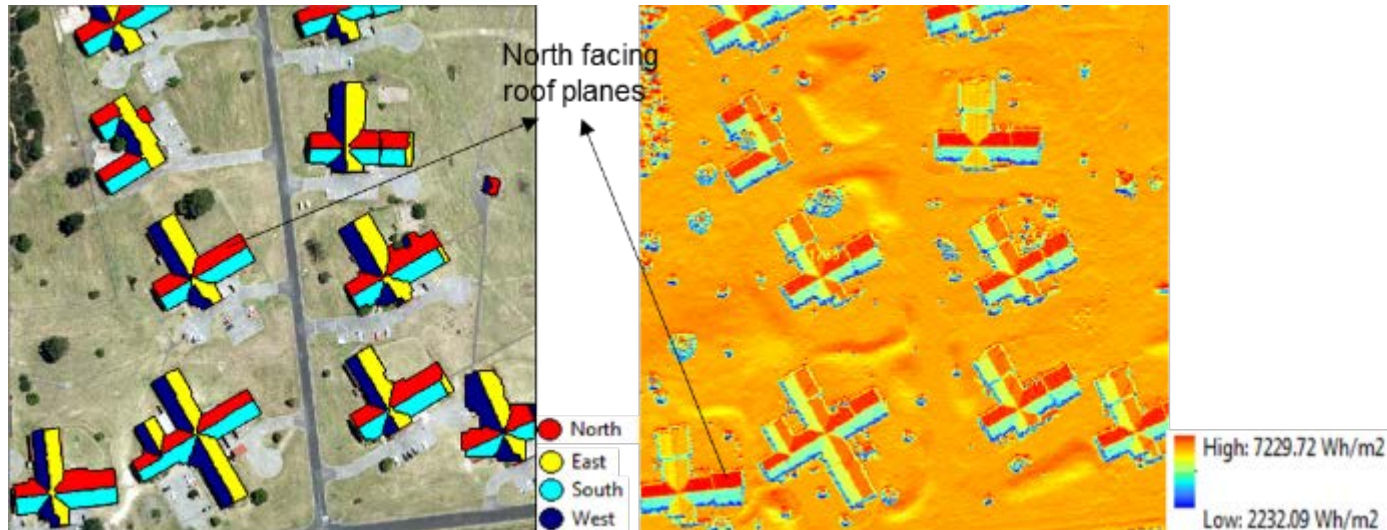 North facing
roof planes
North
East
South
West
High: 7229.72 Wh/m2
Low: 2232.09 Wh/m2